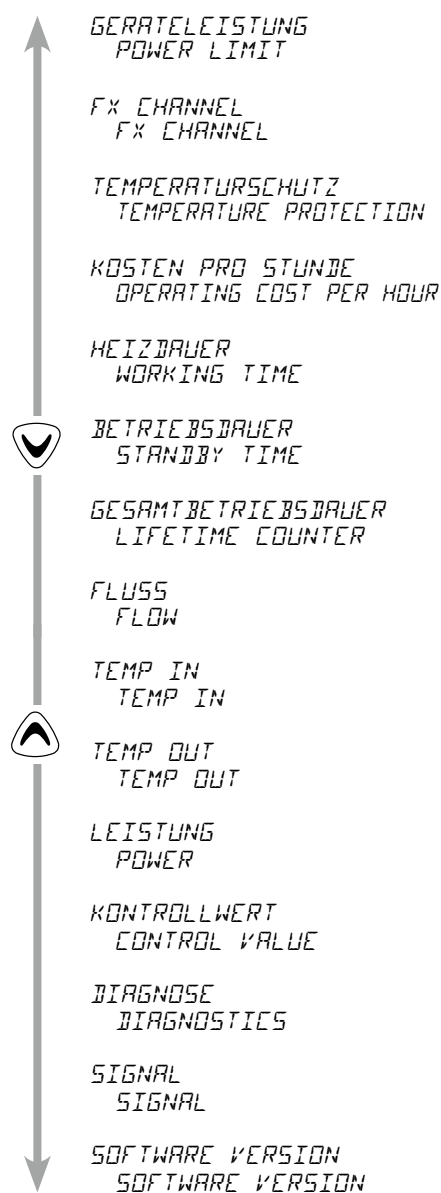 GERATELEISTUNG
POWER LIMIT
FX CHANNEL
FX CHANNEL
TEMPERATURSCHUTZ
TEMPERATURE PROTECTION
KOSTEN PRO STUNDE
OPERATING COST PER HOUR
HEIZDAUER
WORKING TIME
BETRIEBSDAUER
STANDBY TIME
GESAMTBETRIEBSDAUER
LIFETIME COUNTER
FLUSS
FLOW
TEMP IN
TEMP IN
TEMP OUT
TEMP OUT
LEISTUNG
POWER
KONTROLLWERT
CONTROL VALUE
DIAGNOSE
DIAGNOSTICS
SIGNAL
SIGNAL
SOFTWARE VERSION
SOFTWARE VERSION